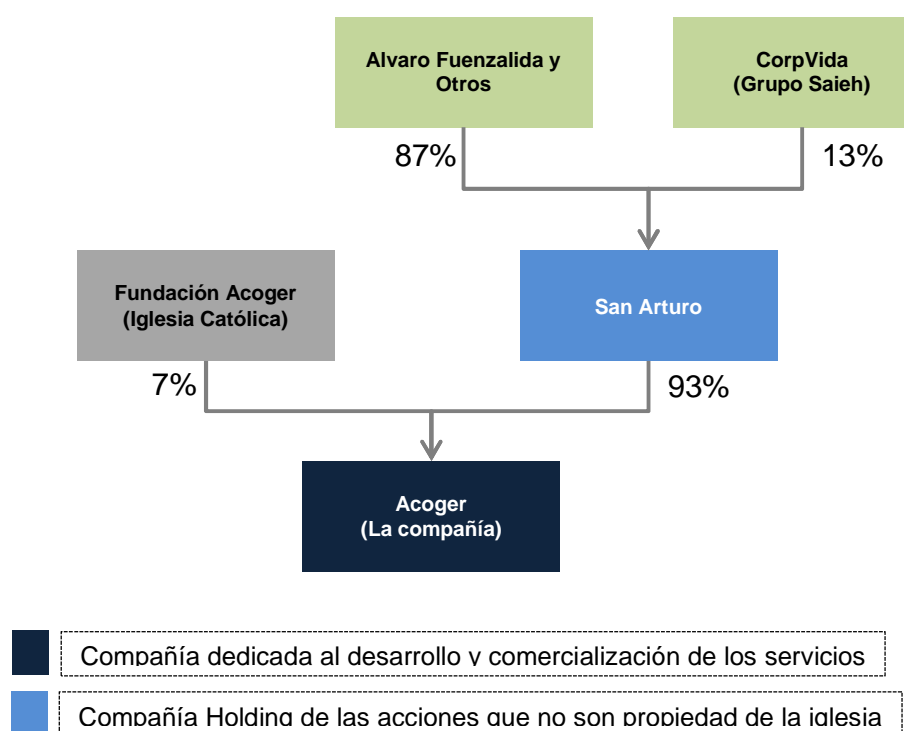 Alvaro Fuenzalida y
Otros
CorpVida
(Grupo Saieh)
87%
13%
Fundación Acoger
(Iglesia Católica)
San Arturo
7%
93%
Acoger
(La compañía)
Compañía dedicada al desarrollo y comercialización de los servicios
Compañía Holding de las acciones que no son propiedad de la iglesia